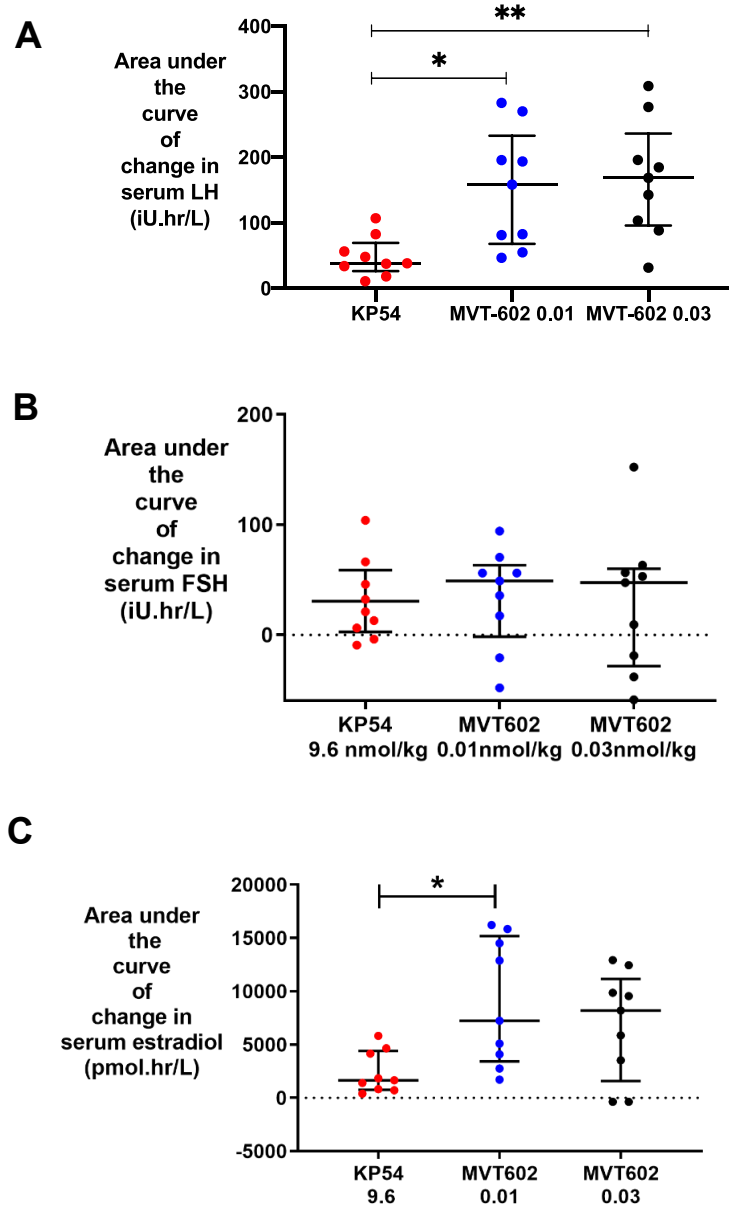 A
Area under
the
curve
of
change in
serum LH
(iU.hr/L)
400
300
200
100
0
*
**
KP54
MVT-602 0.01
MVT-602 0.03
B
Area under
the
curve
of
change in
serum FSH
(iU.hr/L)
200
100
0
KP54
9.6 nmol/kg
MVT602
0.01nmol/kg
MVT602
0.03nmol/kg
C
Area under
the
curve
of
change in
serum estradiol
(pmol.hr/L)
20000
15000
10000
5000
0
-5000
*
KP54
9.6
MVT602
0.01
MVT602
0.03